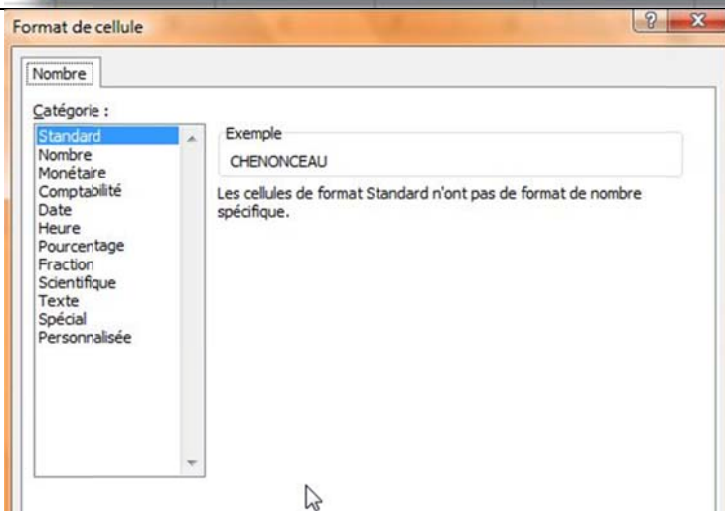 Format de cellule
Nombre
Catégorie :
Standard
Nombre
Monétaire
Comptabilité
Date
Heure
Pourcentage
Fraction
Scientifique
Texte
Spécial
Personnalisée
Exemple
CHENONCEAU
Les cellules de format Standard n'ont pas de format de nombre
spécifique.